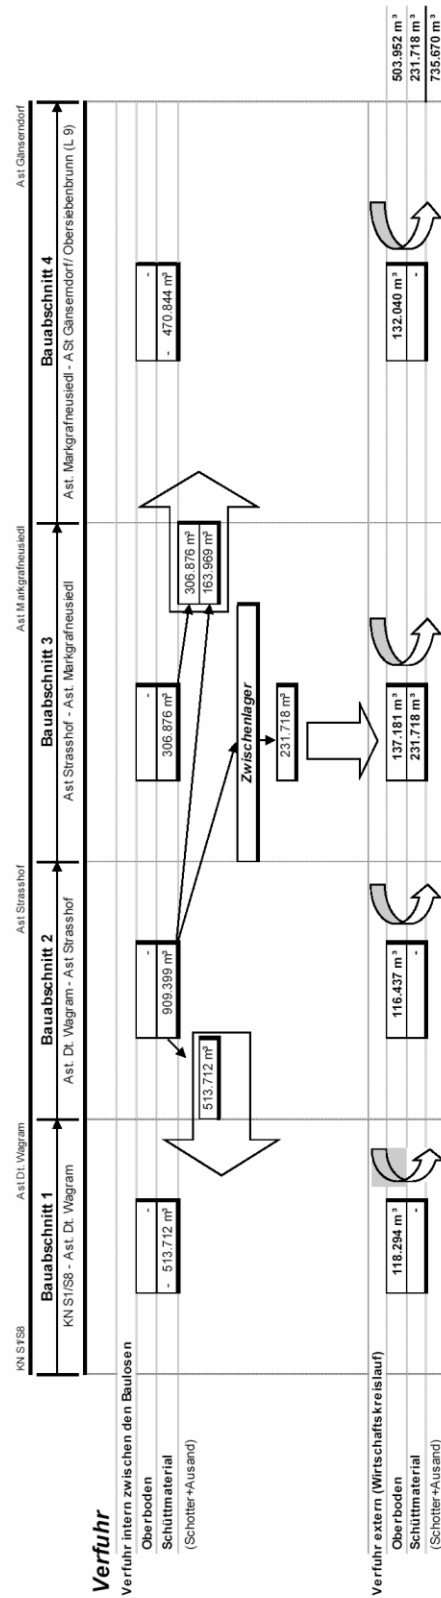 KN S1/S8
Ast Dt. Wagram
Ast Strasshof
Ast Markgrafneusiedl
Ast Gänserndorf
Bauabschnitt 1
Bauabschnitt 2
Bauabschnitt 3
Bauabschnitt 4
KN S1/S8 - Ast. Dt. Wagram
Ast. Dt. Wagram - Ast Strasshof
Ast Strasshof - Ast. Markgrafneusiedl
Ast. Markgrafneusiedl - ASt Gänserndorf/ Obersiebenbrunn (L 9)
Verfuhr
Verfuhr intern zwischen den Baulosen
Oberboden - - - -
Schüttmaterial - 513.712 m³ 909.399 m³ 306.876 m³ - 470.844 m³
(Schotter+Ausand)
513.712 m³
306.876 m³
163.969 m³
Zwischenlager
231.718 m³
Verfuhr extern (Wirtschaftskreislauf)
Oberboden 118.294 m³ 116.437 m³ 137.181 m³ 132.040 m³ 503.952 m³
Schüttmaterial - - 231.718 m³ - 231.718 m³
(Schotter+Ausand) 735.670 m³